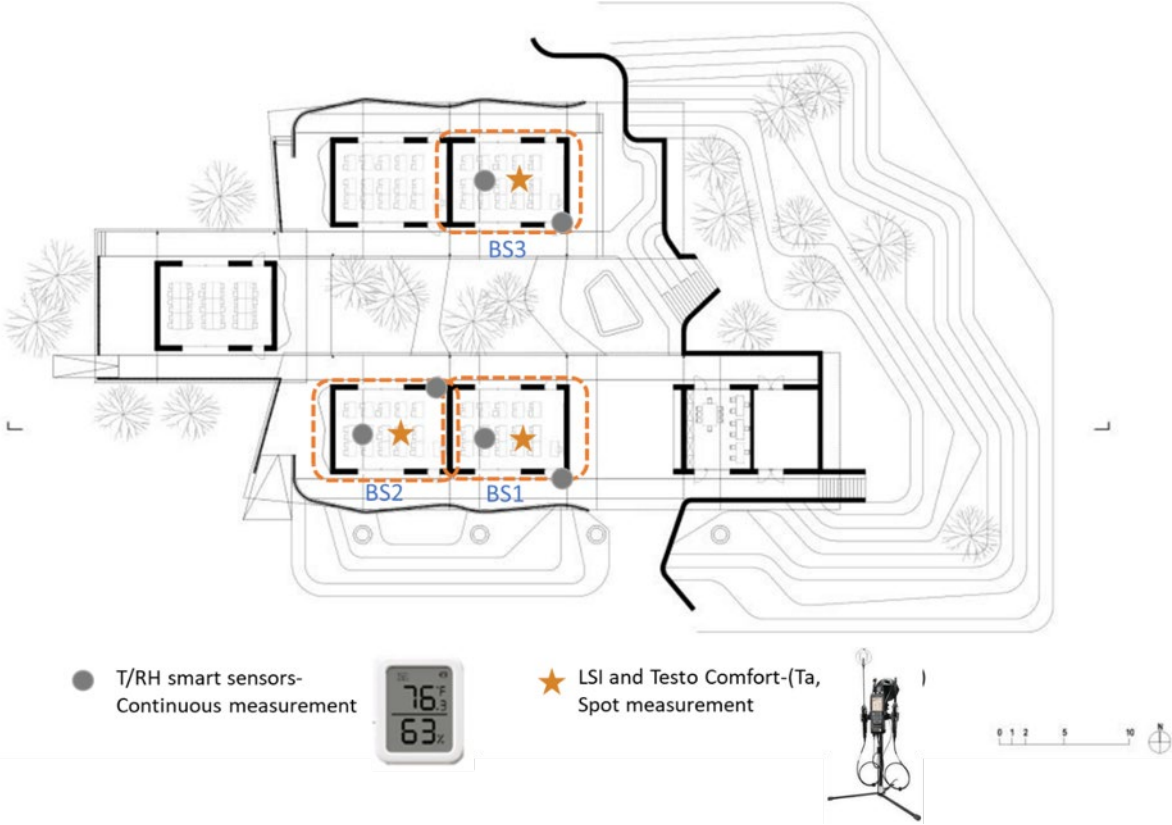 BS3
BS2
BS1
T/RH smart sensors-
Continuous measurement
76.3 °F
63%
LSI and Testo Comfort-(Ta, )
Spot measurement
0 1 2 5 10
N